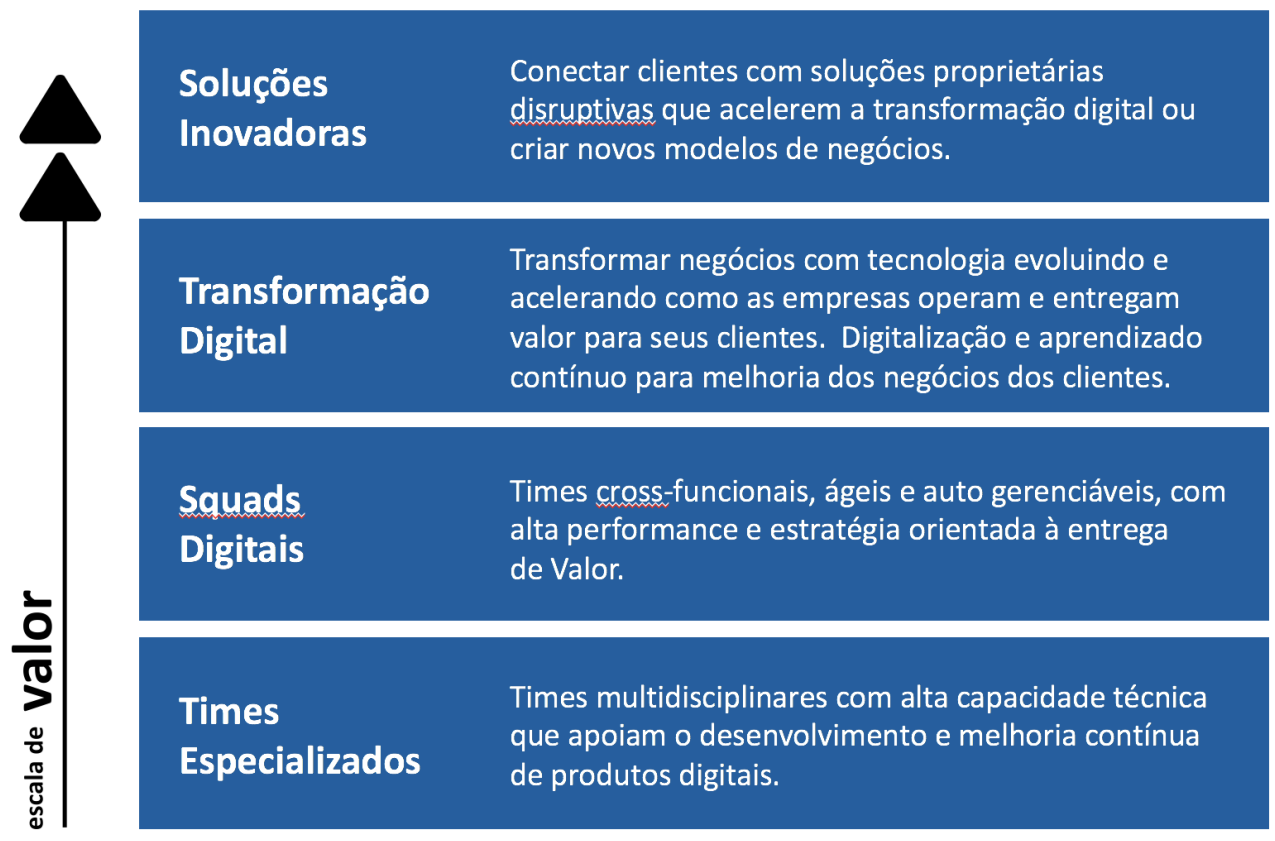 Soluções
Inovadoras
Conectar clientes com soluções proprietárias
disruptivas que acelerem a transformação digital ou
criar novos modelos de negócios.
Transformação
Digital
Transformar negócios com tecnologia evoluindo e
acelerando como as empresas operam e entregam
valor para seus clientes.  Digitalização e aprendizado
contínuo para melhoria dos negócios dos clientes.
Squads
Digitais
Times cross-funcionais, ágeis e auto gerenciáveis, com
alta performance e estratégia orientada à entrega
de Valor.
Times
Especializados
Times multidisciplinares com alta capacidade técnica
que apoiam o desenvolvimento e melhoria contínua
de produtos digitais.
escala de valor